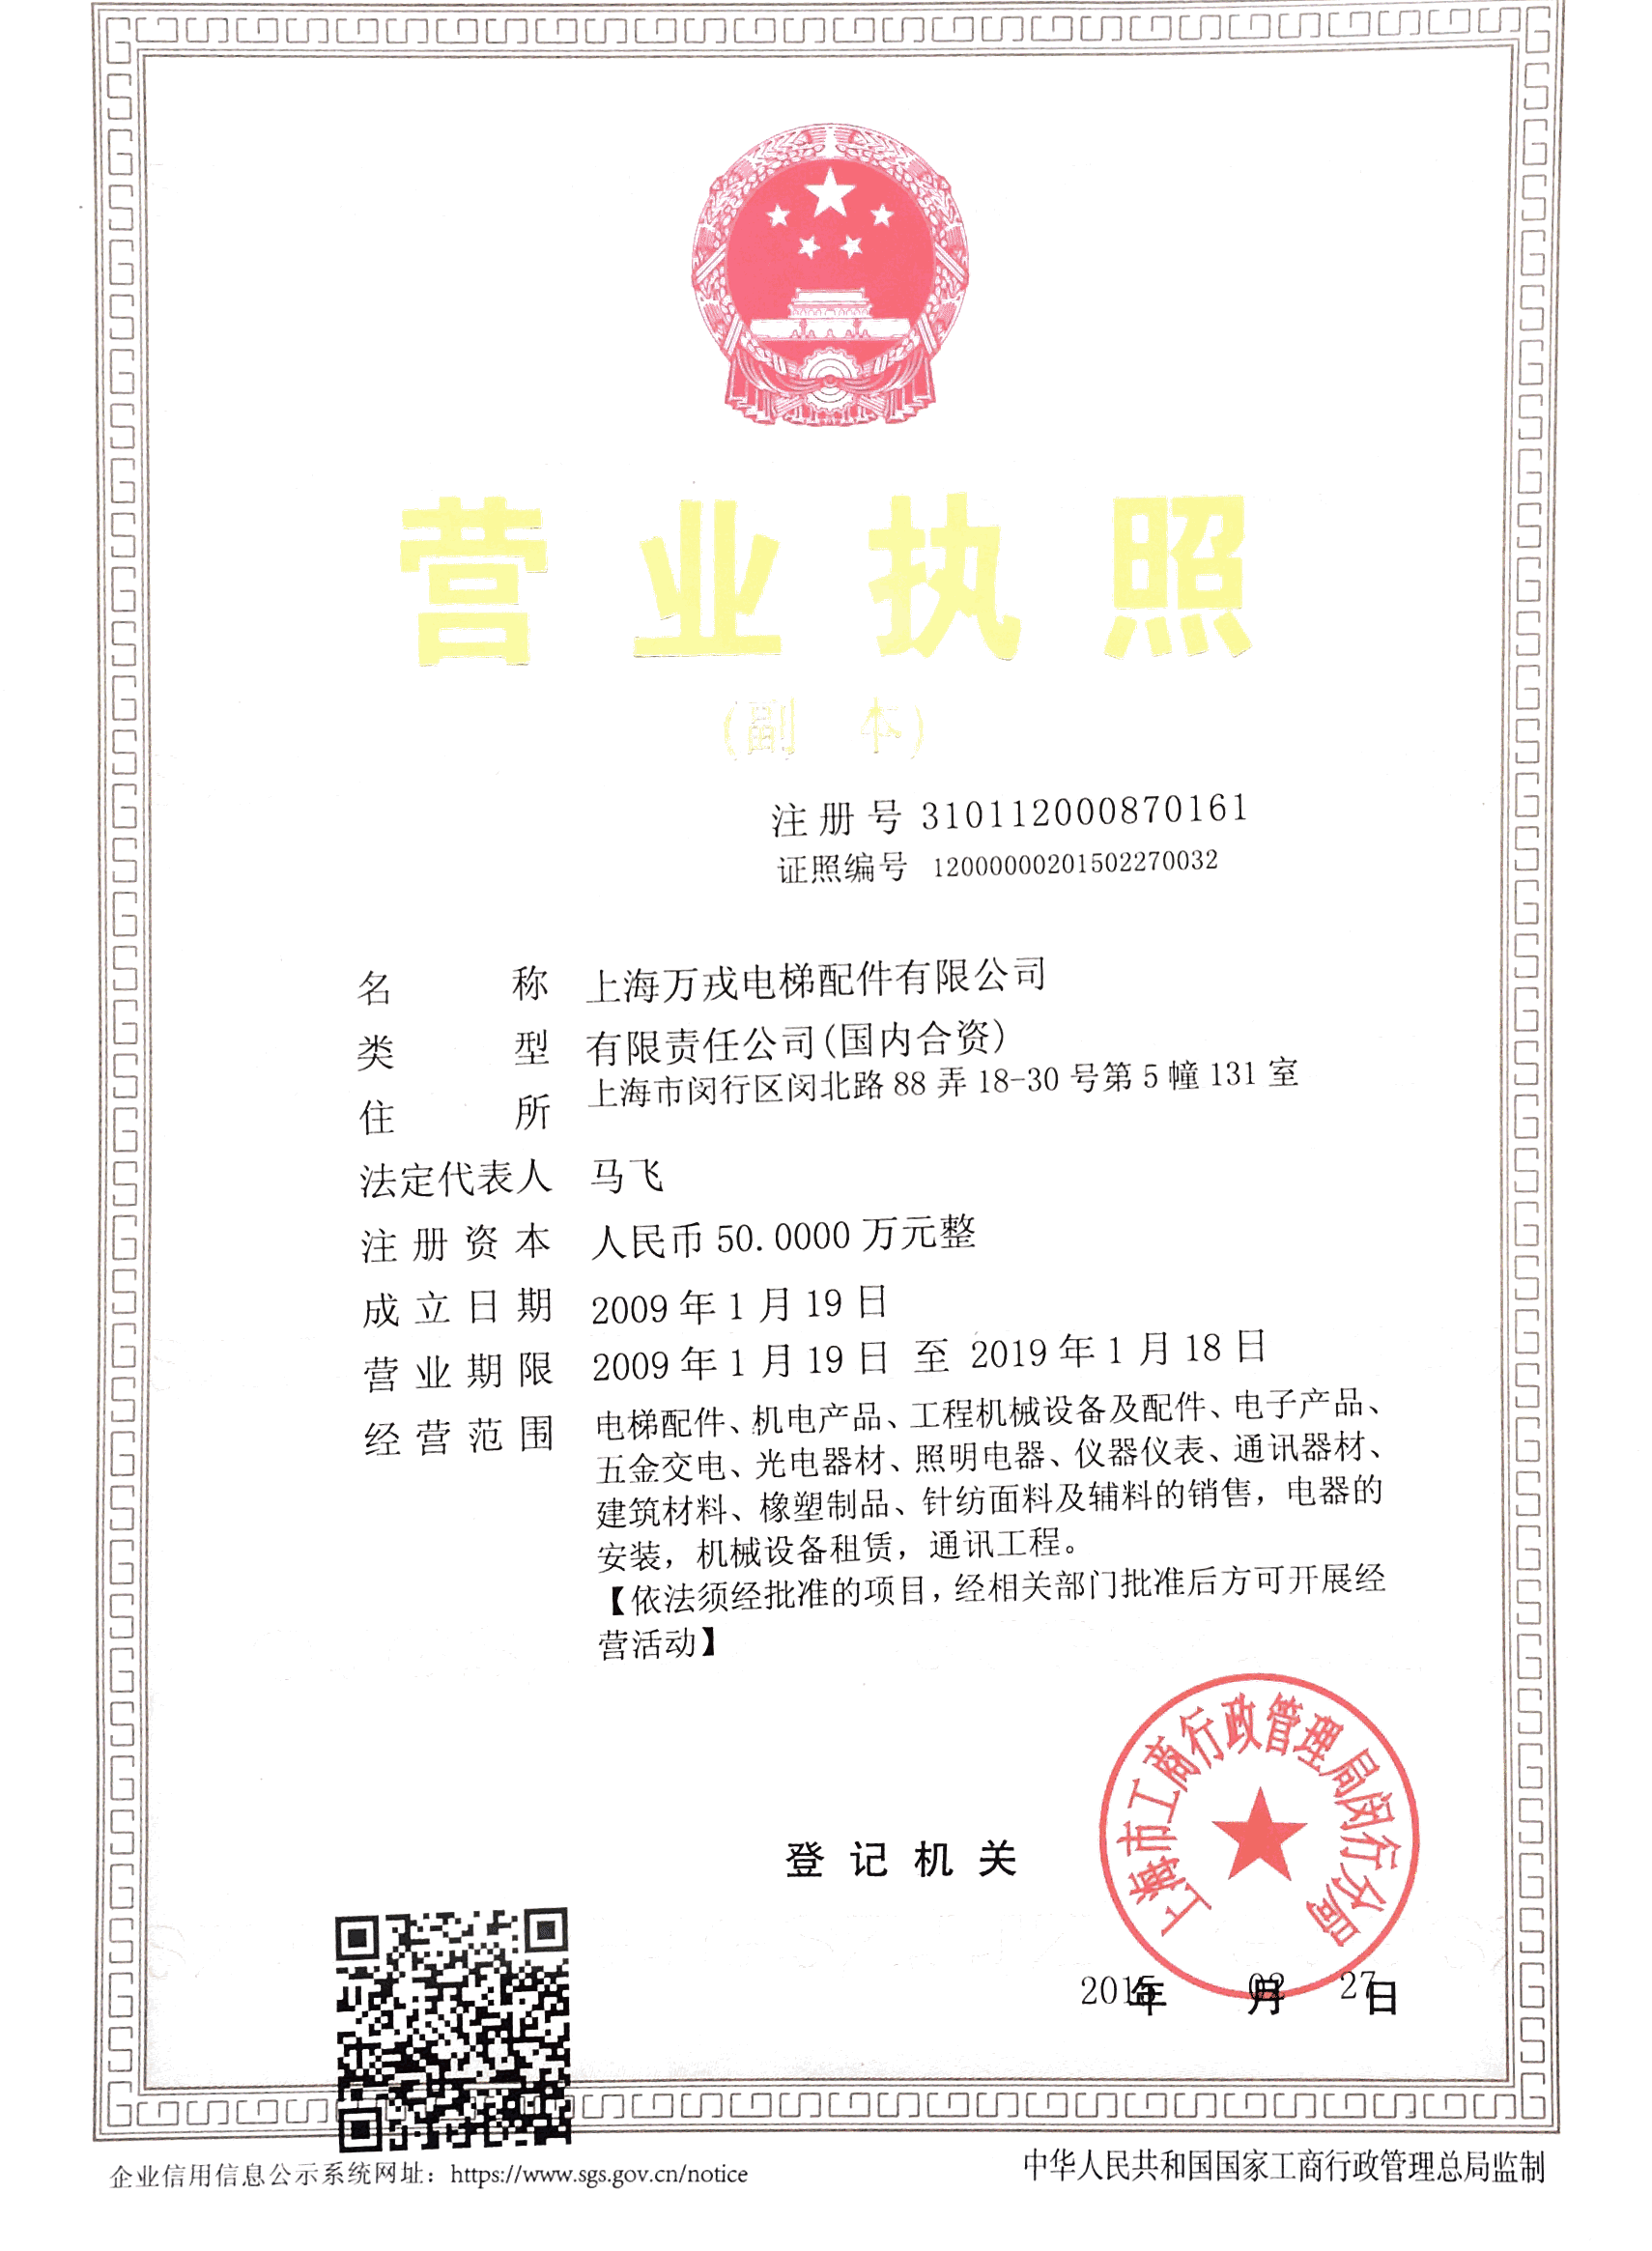 营业执照
(副 本)
注册号 310112000870161
证照编号 12000000201502270032
名 称 上海万戎电梯配件有限公司
类 型 有限责任公司(国内合资)
住 所 上海市闵行区闵北路 88 弄 18-30 号第 5 幢 131 室
法定代表人 马飞
注册资本 人民币 50.0000 万元整
成立日期 2009 年 1 月 19 日
营业期限 2009 年 1 月 19 日 至 2019 年 1 月 18 日
经营范围 电梯配件、机电产品、工程机械设备及配件、电子产品、
五金交电、光电器材、照明电器、仪器仪表、通讯器材、
建筑材料、橡塑制品、针纺面料及辅料的销售，电器的
安装，机械设备租赁，通讯工程。
【依法须经批准的项目，经相关部门批准后方可开展经
营活动】
上海市工商行政管理局闵行分局
登记机关
2015年 02月 27日
企业信用信息公示系统网址：https://www.sgs.gov.cn/notice
中华人民共和国国家工商行政管理总局监制